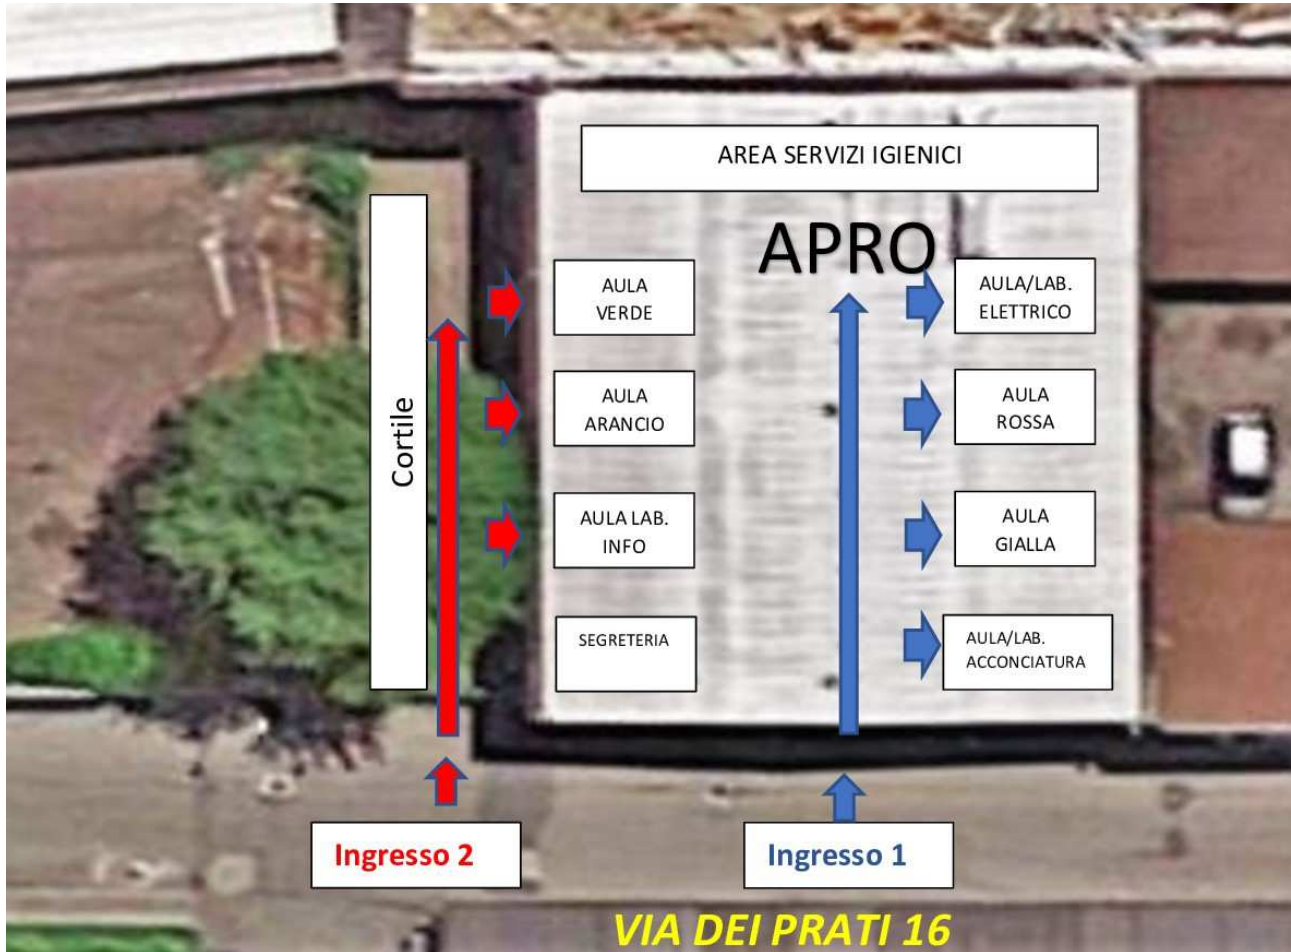 AREA SERVIZI IGIENICI
APRO
AULA
VERDE
AULA/LAB.
ELETTRICO
AULA
ARANCIO
AULA
ROSSA
Cortile
AULA LAB.
INFO
AULA
GIALLA
SEGRETERIA
AULA/LAB.
ACCONCIATURA
Ingresso 2
Ingresso 1
VIA DEI PRATI 16